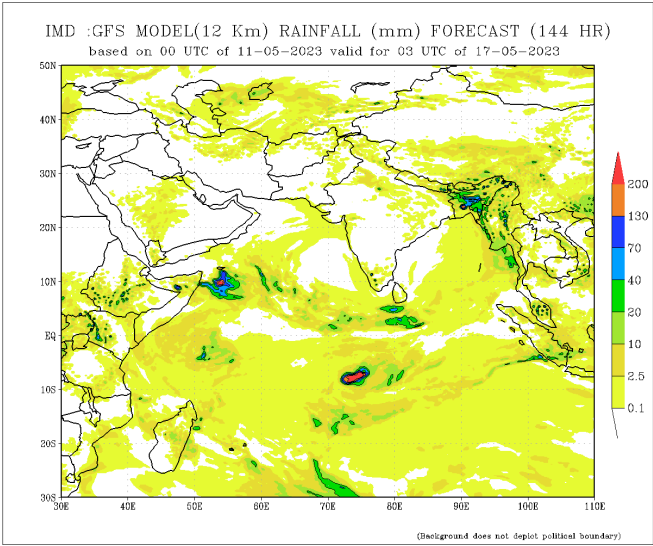 IMD :GFS MODEL(12 Km) RAINFALL (mm) FORECAST (144 HR)
based on 00 UTC of 11-05-2023 valid for 03 UTC of 17-05-2023
50N
40N
30N
20N
10N
EQ
10S
20S
30S
30E 40E 50E 60E 70E 80E 90E 100E 110E
200
130
70
40
20
10
2.5
0.1
(Background does not depict political boundary)